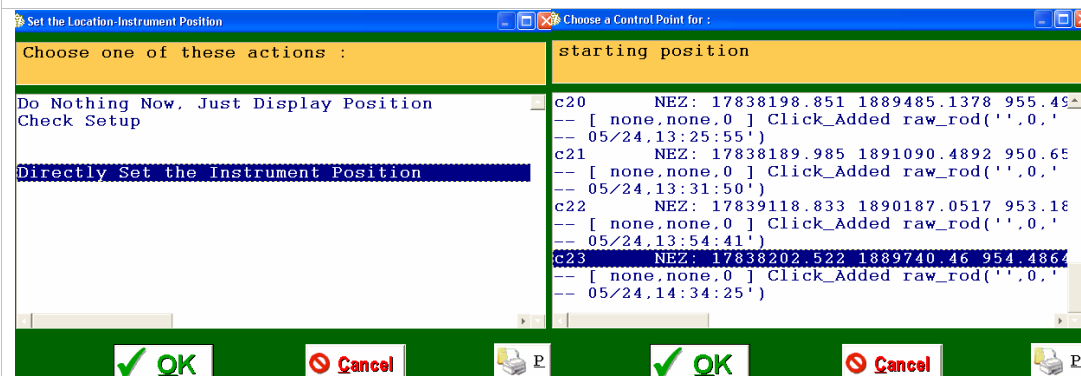 Set the Location-Instrument Position
Choose one of these actions :
Do Nothing Now, Just Display Position
Check Setup
Directly Set the Instrument Position
OK
Cancel
P
Choose a Control Point for :
starting position
c20 NEZ: 17838198.851 1889485.1378 955.49
-- [ none,none,0 ] Click_Added raw_rod('',0,'
-- 05/24,13:25:55')
c21 NEZ: 17838189.985 1891090.4892 950.65
-- [ none,none,0 ] Click_Added raw_rod('',0,'
-- 05/24,13:31:50')
c22 NEZ: 17839118.833 1890187.0517 953.18
-- [ none,none,0 ] Click_Added raw_rod('',0,'
-- 05/24,13:54:41')
c23 NEZ: 17838202.522 1889740.46 954.4864
-- [ none,none,0 ] Click_Added raw_rod('',0,'
-- 05/24,14:34:25')
OK
Cancel
P